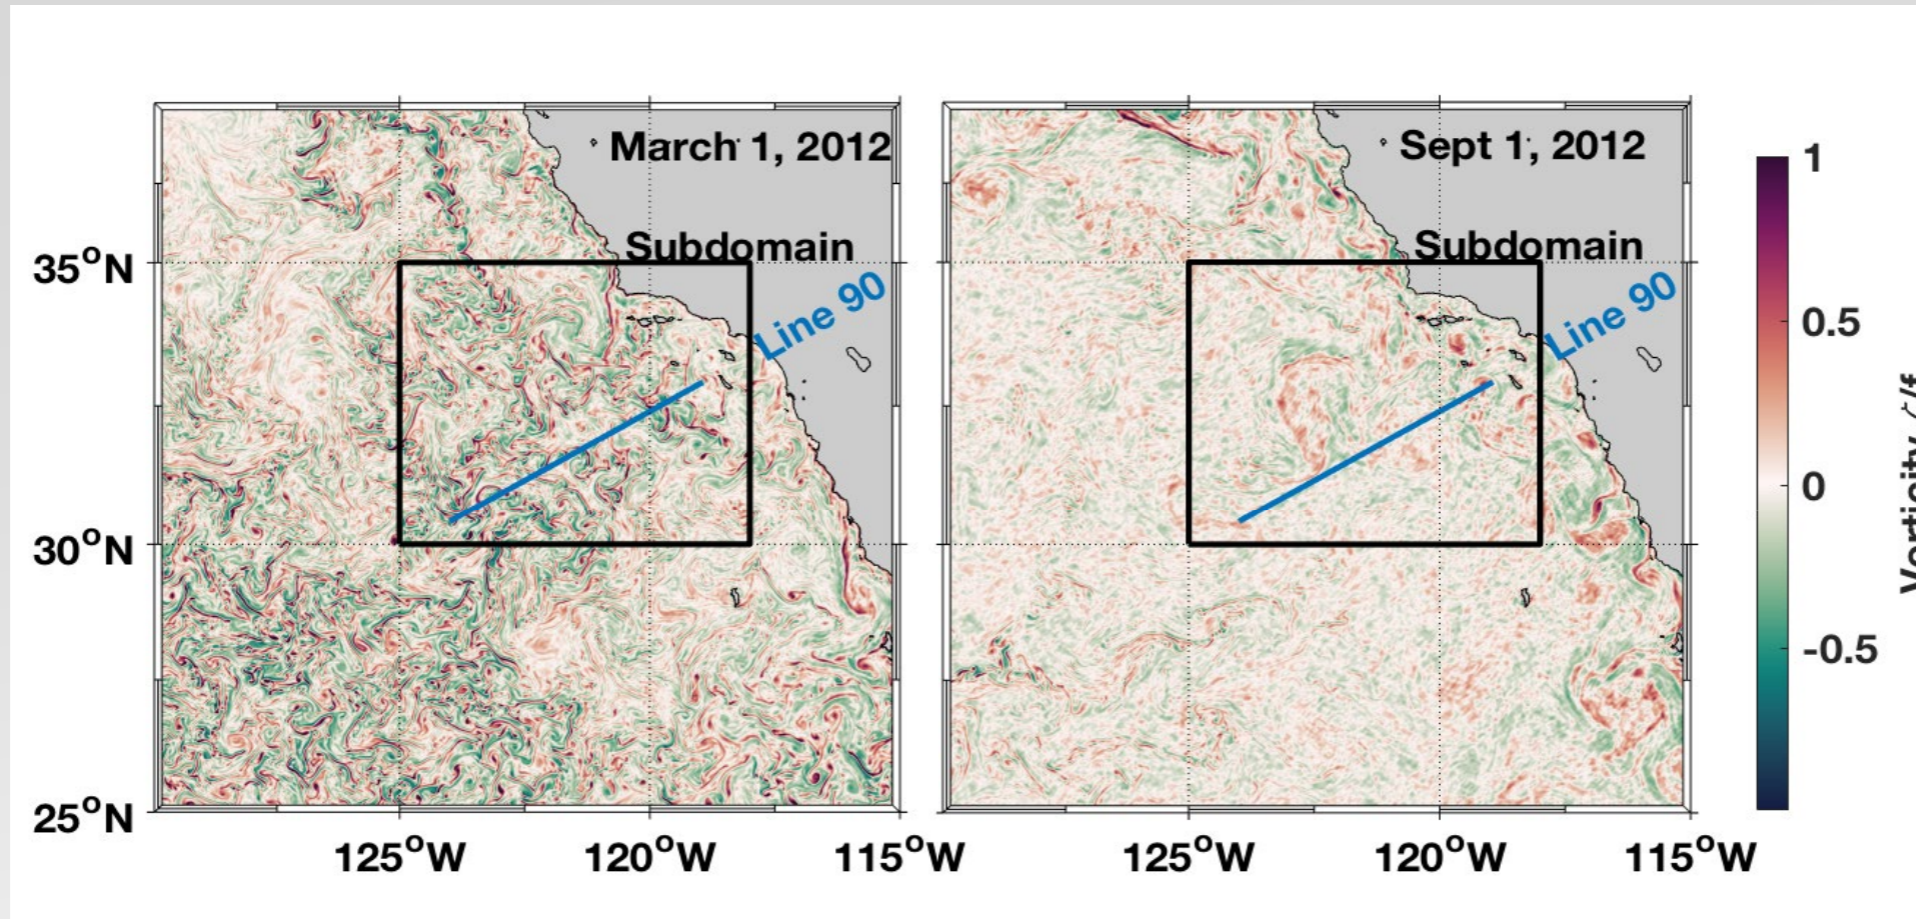 March 1, 2012
Subdomain
Line 90
35°N
30°N
25°N
125°W
120°W
115°W
Sept 1, 2012
Subdomain
Line 90
125°W
120°W
115°W
1
0.5
0
-0.5
Vorticity ζ/f